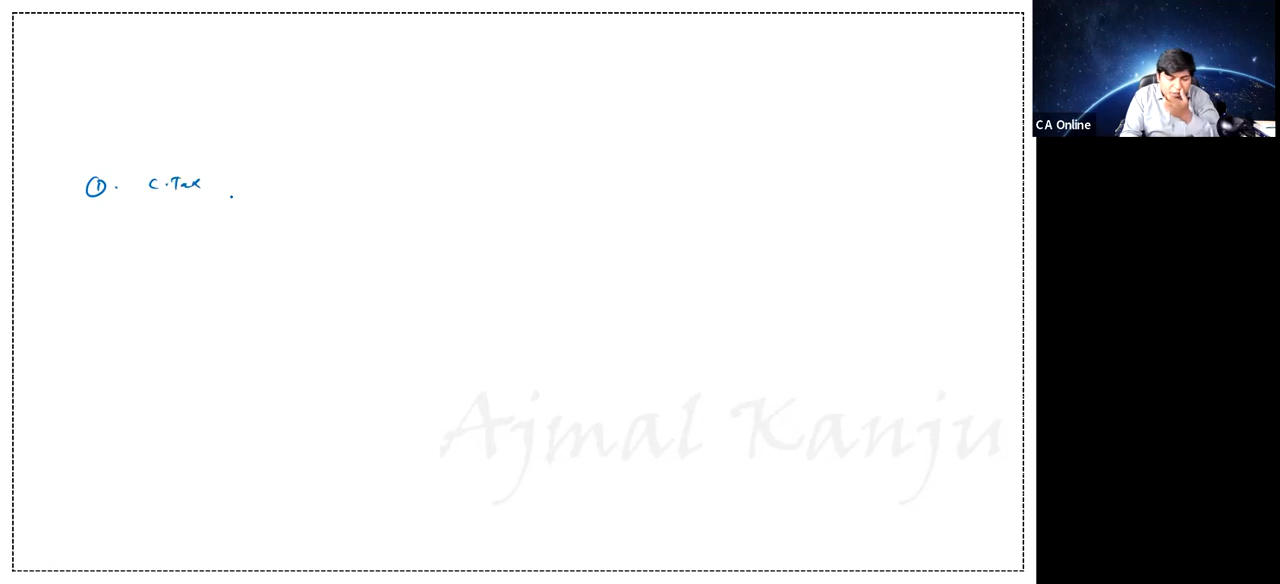 ①. C.Tax .
CA Online
Ajmal Kanju